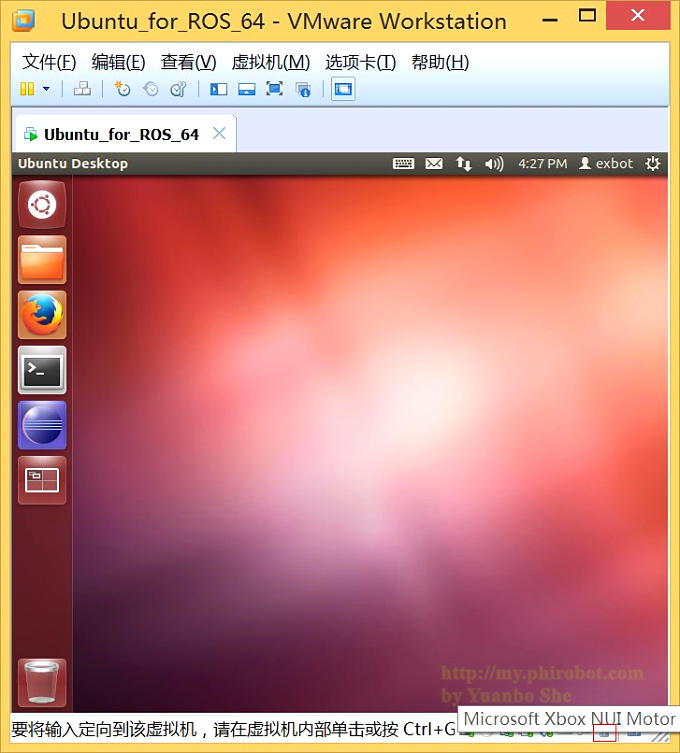 Ubuntu_for_ROS_64 - VMware Workstation
文件(F) 编辑(E) 查看(V) 虚拟机(M) 选项卡(T) 帮助(H)
Ubuntu_for_ROS_64
Ubuntu Desktop 4:27 PM exbot
http://my.phirobot.com
by Yuanbo She
Microsoft Xbox NUI Motor
要将输入定向到该虚拟机，请在虚拟机内部单击或按 Ctrl+G